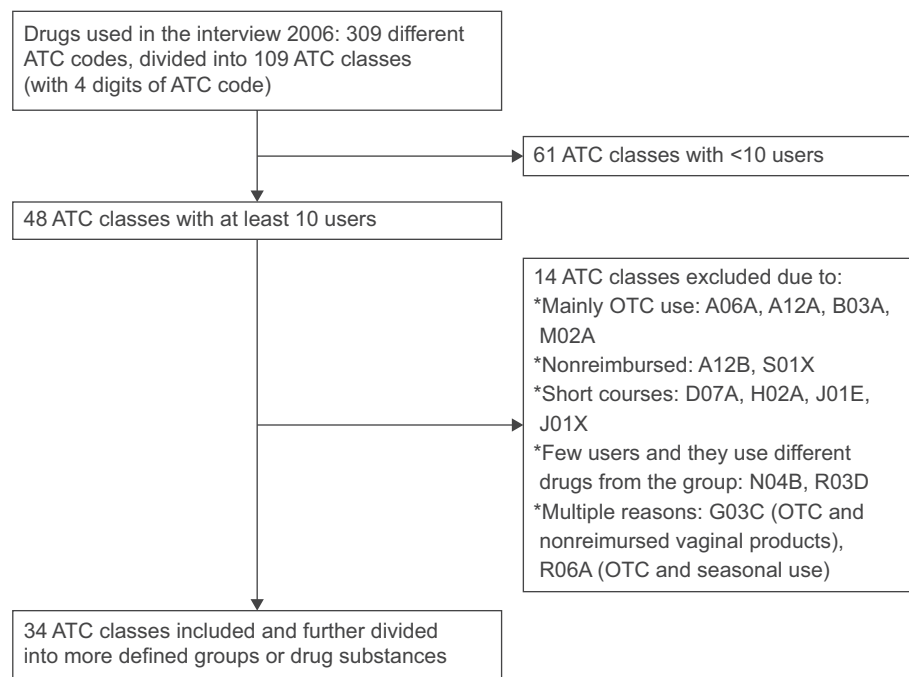 Drugs used in the interview 2006: 309 different
ATC codes, divided into 109 ATC classes
(with 4 digits of ATC code)
61 ATC classes with <10 users
48 ATC classes with at least 10 users
14 ATC classes excluded due to:
*Mainly OTC use: A06A, A12A, B03A,
M02A
*Nonreimbursed: A12B, S01X
*Short courses: D07A, H02A, J01E,
J01X
*Few users and they use different
drugs from the group: N04B, R03D
*Multiple reasons: G03C (OTC and
nonreimursed vaginal products),
R06A (OTC and seasonal use)
34 ATC classes included and further divided
into more defined groups or drug substances